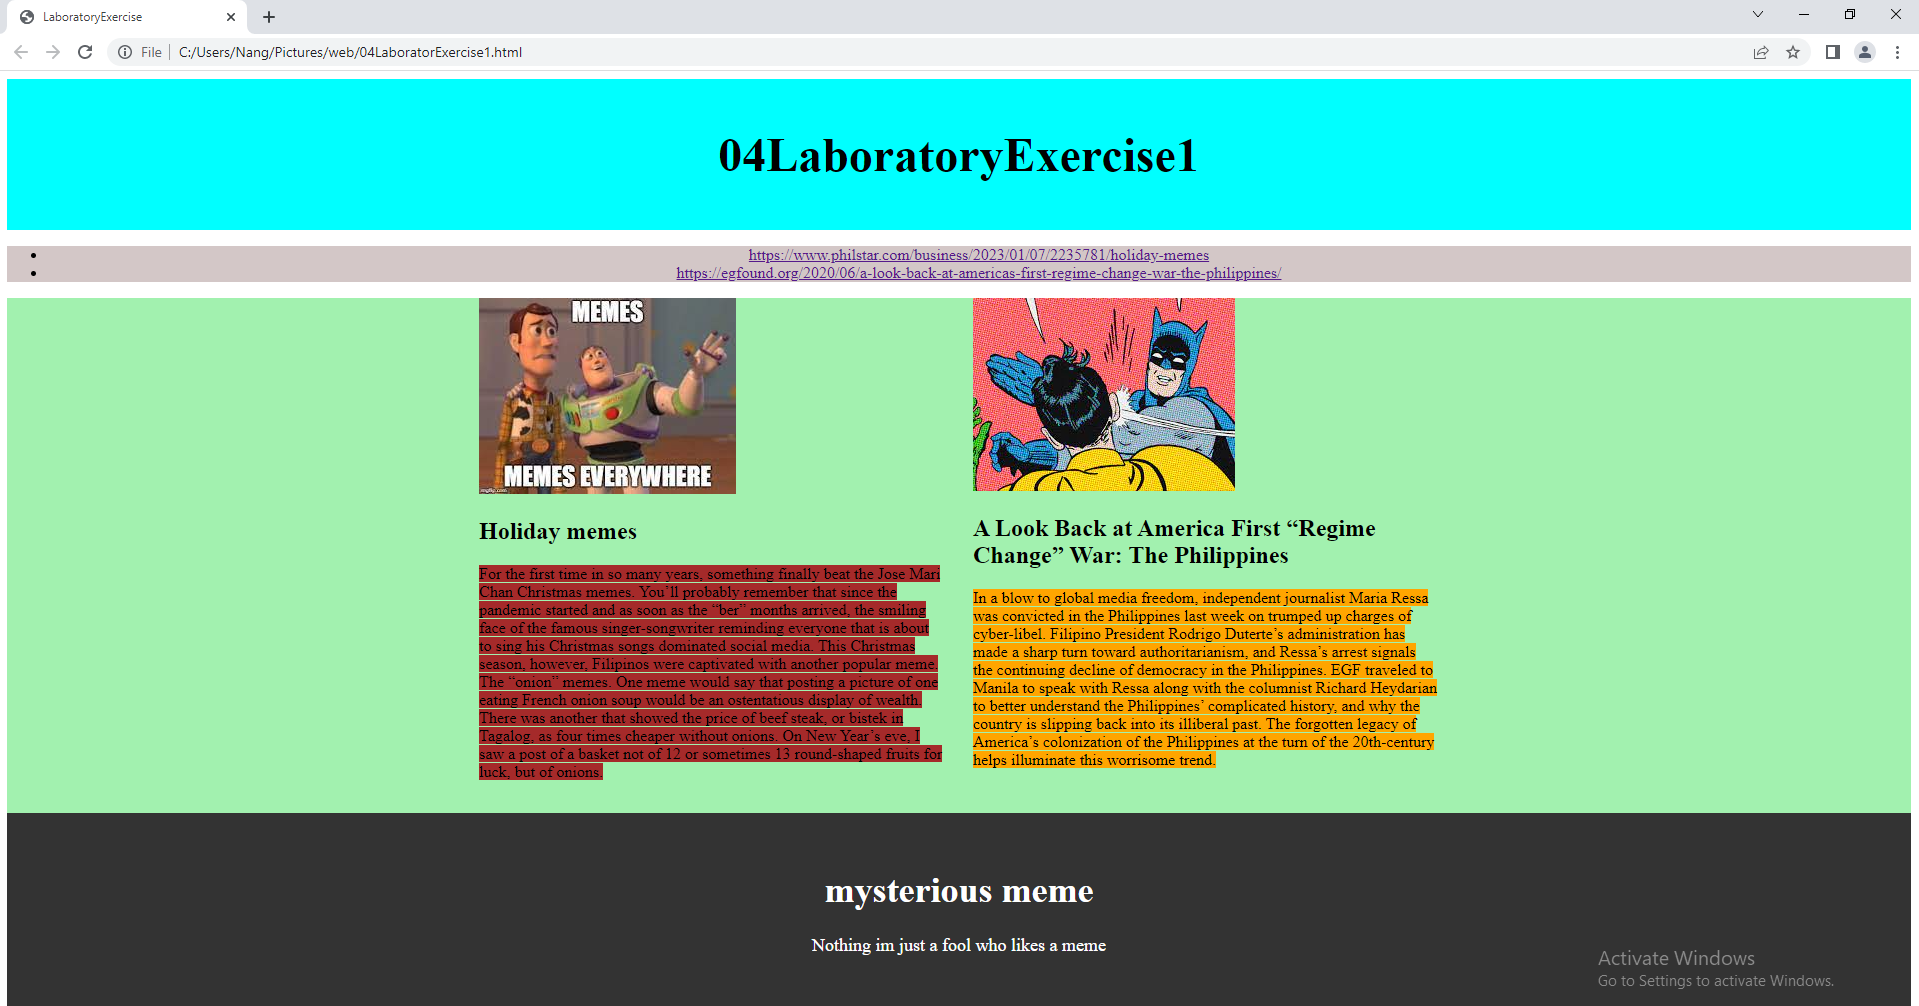 LaboratoryExercise
File
C:/Users/Nang/Pictures/web/04LaboratorExercise1.html
04LaboratoryExercise1
https://www.philstar.com/business/2023/01/07/2235781/holiday-memes
https://egfound.org/2020/06/a-look-back-at-americas-first-regime-change-war-the-philippines/
MEMES
MEMES EVERYWHERE
imgflip.com
Holiday memes
For the first time in so many years, something finally beat the Jose Mari
Chan Christmas memes. You’ll probably remember that since the
pandemic started and as soon as the “ber” months arrived, the smiling
face of the famous singer-songwriter reminding everyone that is about
to sing his Christmas songs dominated social media. This Christmas
season, however, Filipinos were captivated with another popular meme.
The “onion” memes. One meme would say that posting a picture of one
eating French onion soup would be an ostentatious display of wealth.
There was another that showed the price of beef steak, or bistek in
Tagalog, as four times cheaper without onions. On New Year’s eve, I
saw a post of a basket not of 12 or sometimes 13 round-shaped fruits for
luck, but of onions.
A Look Back at America First “Regime
Change” War: The Philippines
In a blow to global media freedom, independent journalist Maria Ressa
was convicted in the Philippines last week on trumped up charges of
cyber-libel. Filipino President Rodrigo Duterte’s administration has
made a sharp turn toward authoritarianism, and Ressa’s arrest signals
the continuing decline of democracy in the Philippines. EGF traveled to
Manila to speak with Ressa along with the columnist Richard Heydarian
to better understand the Philippines’ complicated history, and why the
country is slipping back into its illiberal past. The forgotten legacy of
America’s colonization of the Philippines at the turn of the 20th-century
helps illuminate this worrisome trend.
mysterious meme
Nothing im just a fool who likes a meme
Activate Windows
Go to Settings to activate Windows.